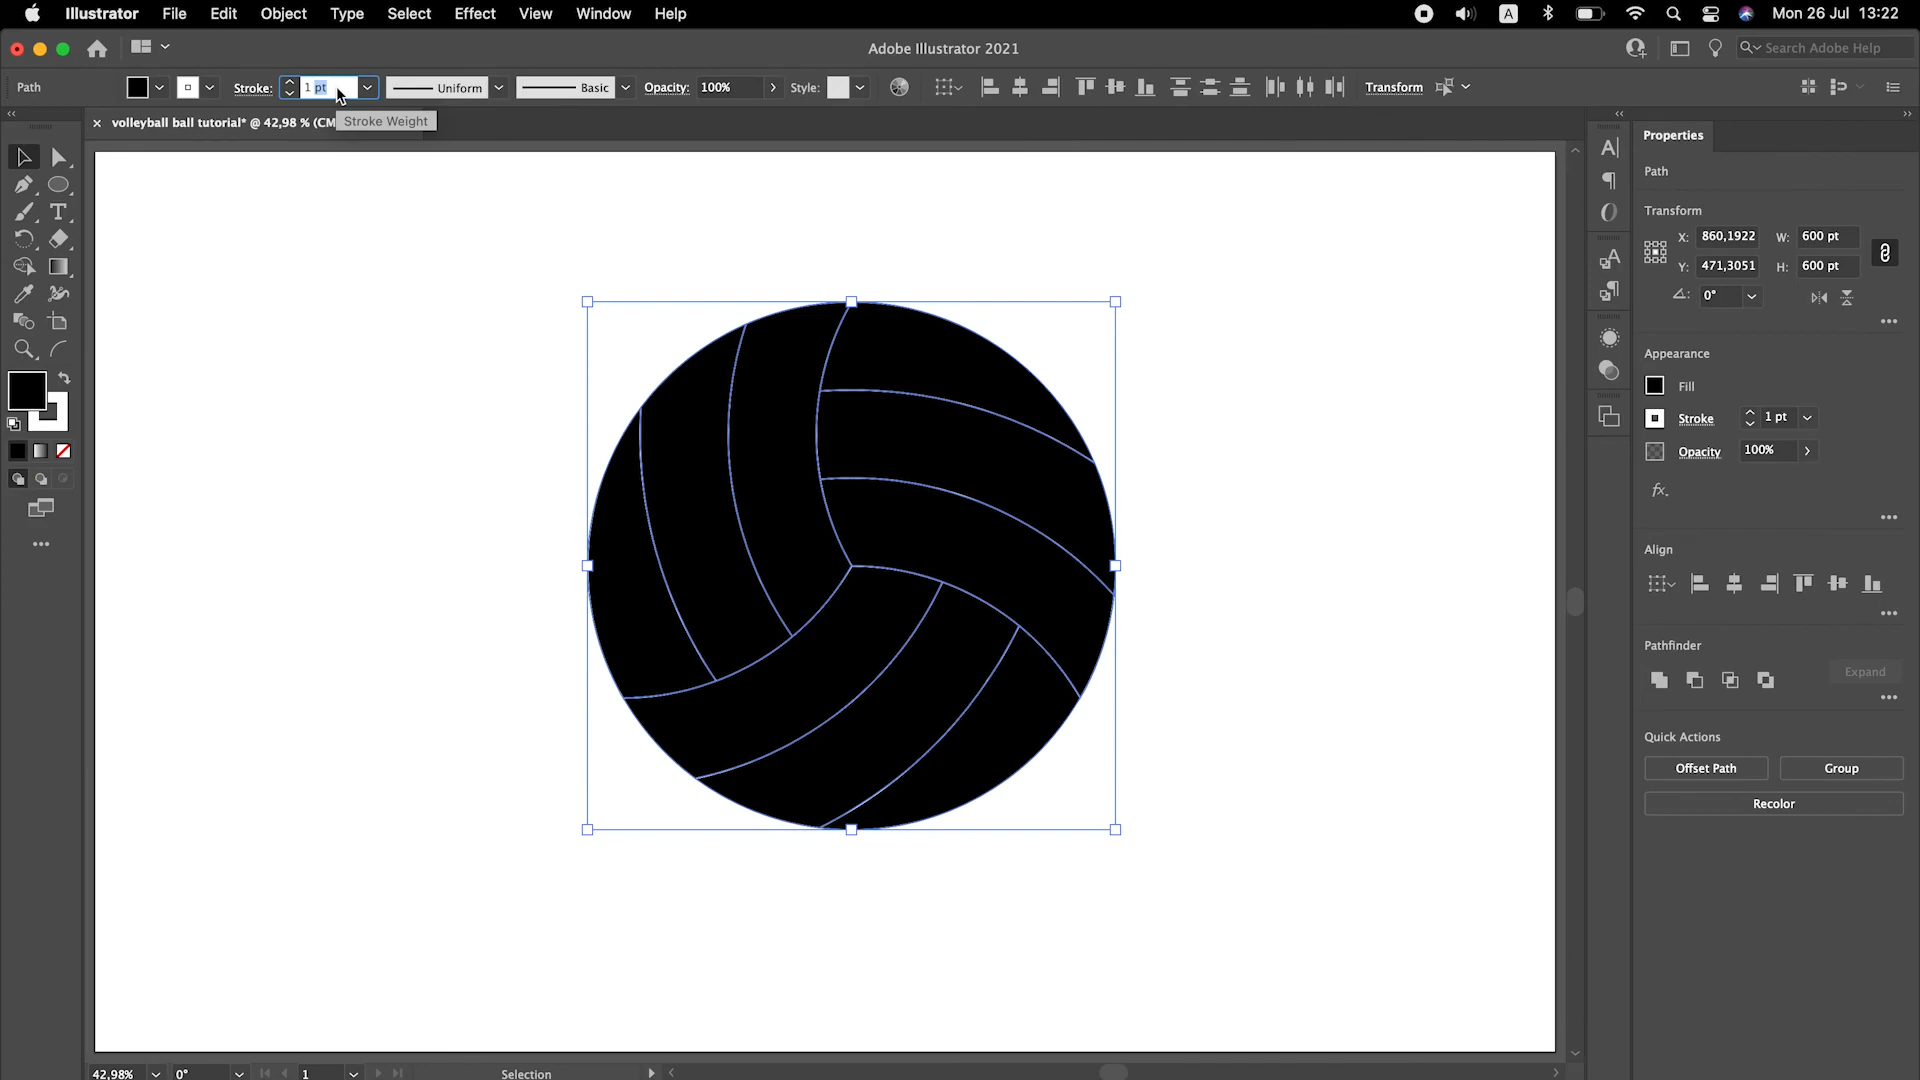 Illustrator File Edit Object Type Select Effect View Window Help A Mon 26 Jul 13:22
Adobe Illustrator 2021 Search Adobe Help
Path Stroke: 1 pt Uniform Basic Opacity: 100% Style: Transform
× volleyball ball tutorial* @ 42,98 % (CM
Stroke Weight
Properties
Path
Transform
X: 860,1922 W: 600 pt
Y: 471,3051 H: 600 pt
0°
Appearance
Fill
Stroke 1 pt
Opacity 100%
fx.
Align
Pathfinder
Expand
Quick Actions
Offset Path Group
Recolor
42,98% 0° 1 Selection